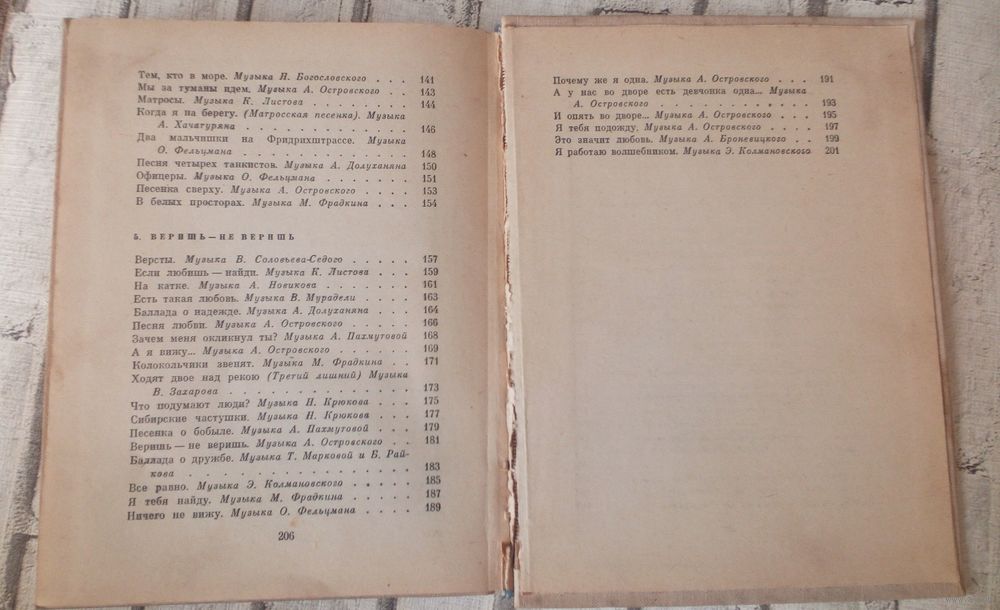 Тем, кто в море. Музыка Н. Богословского . . . 141
Мы за туманы идем. Музыка А. Островского . . . 143
Матросы. Музыка К. Листова . . . . . . . . 144
Когда я на берегу. (Матросская песенка). Музыка
А. Хачатуряна . . . . . . . . . . . . . 146
Два мальчишки на Фридрихштрассе. Музыка
О. Фельцмана . . . . . . . . . . . . . 148
Песня четырех танкистов. Музыка А. Долуханяна 150
Офицеры. Музыка О. Фельцмана . . . . . . . 151
Песенка сверху. Музыка А. Островского . . . . 153
В белых просторах. Музыка М. Фрадкина . . . 154
5. ВЕРИШЬ — НЕ ВЕРИШЬ
Версты. Музыка В. Соловьева-Седого . . . . . 157
Если любишь — найди. Музыка К. Листова . . . 159
На катке. Музыка А. Новикова . . . . . . . 161
Есть такая любовь. Музыка В. Мурадели . . . . 163
Баллада о надежде. Музыка А. Долуханяна . . . 164
Песня любви. Музыка А. Островского . . . . . 166
Зачем меня окликнул ты? Музыка А. Пахмутовой 168
А я вижу... Музыка А. Островского . . . . . . 169
Колокольчики звенят. Музыка М. Фрадкина . . 171
Ходят двое над рекою (Третий лишний) Музыка
В. Захарова . . . . . . . . . . . . . . 173
Что подумают люди? Музыка Н. Крюкова . . . 175
Сибирские частушки. Музыка Н. Крюкова . . . 177
Песенка о бобыле. Музыка А. Пахмутовой . . . 179
Веришь — не веришь. Музыка А. Островского . . 181
Баллада о дружбе. Музыка Т. Марковой и Б. Рай-
кова . . . . . . . . . . . . . . . . 183
Все равно. Музыка Э. Колмановского . . . . . 185
Я тебя найду. Музыка М. Фрадкина . . . . . 187
Ничего не вижу. Музыка О. Фельцмана . . . . 189
206
Почему же я одна. Музыка А. Островского . . . 191
А у нас во дворе есть девчонка одна... Музыка
А. Островского . . . . . . . . . . . . 193
И опять во дворе... Музыка А. Островского . . . . 195
Я тебя подожду. Музыка А. Островского . . . . 197
Это значит любовь. Музыка А. Броневицкого . . 199
Я работаю волшебником. Музыка Э. Колмановского 201